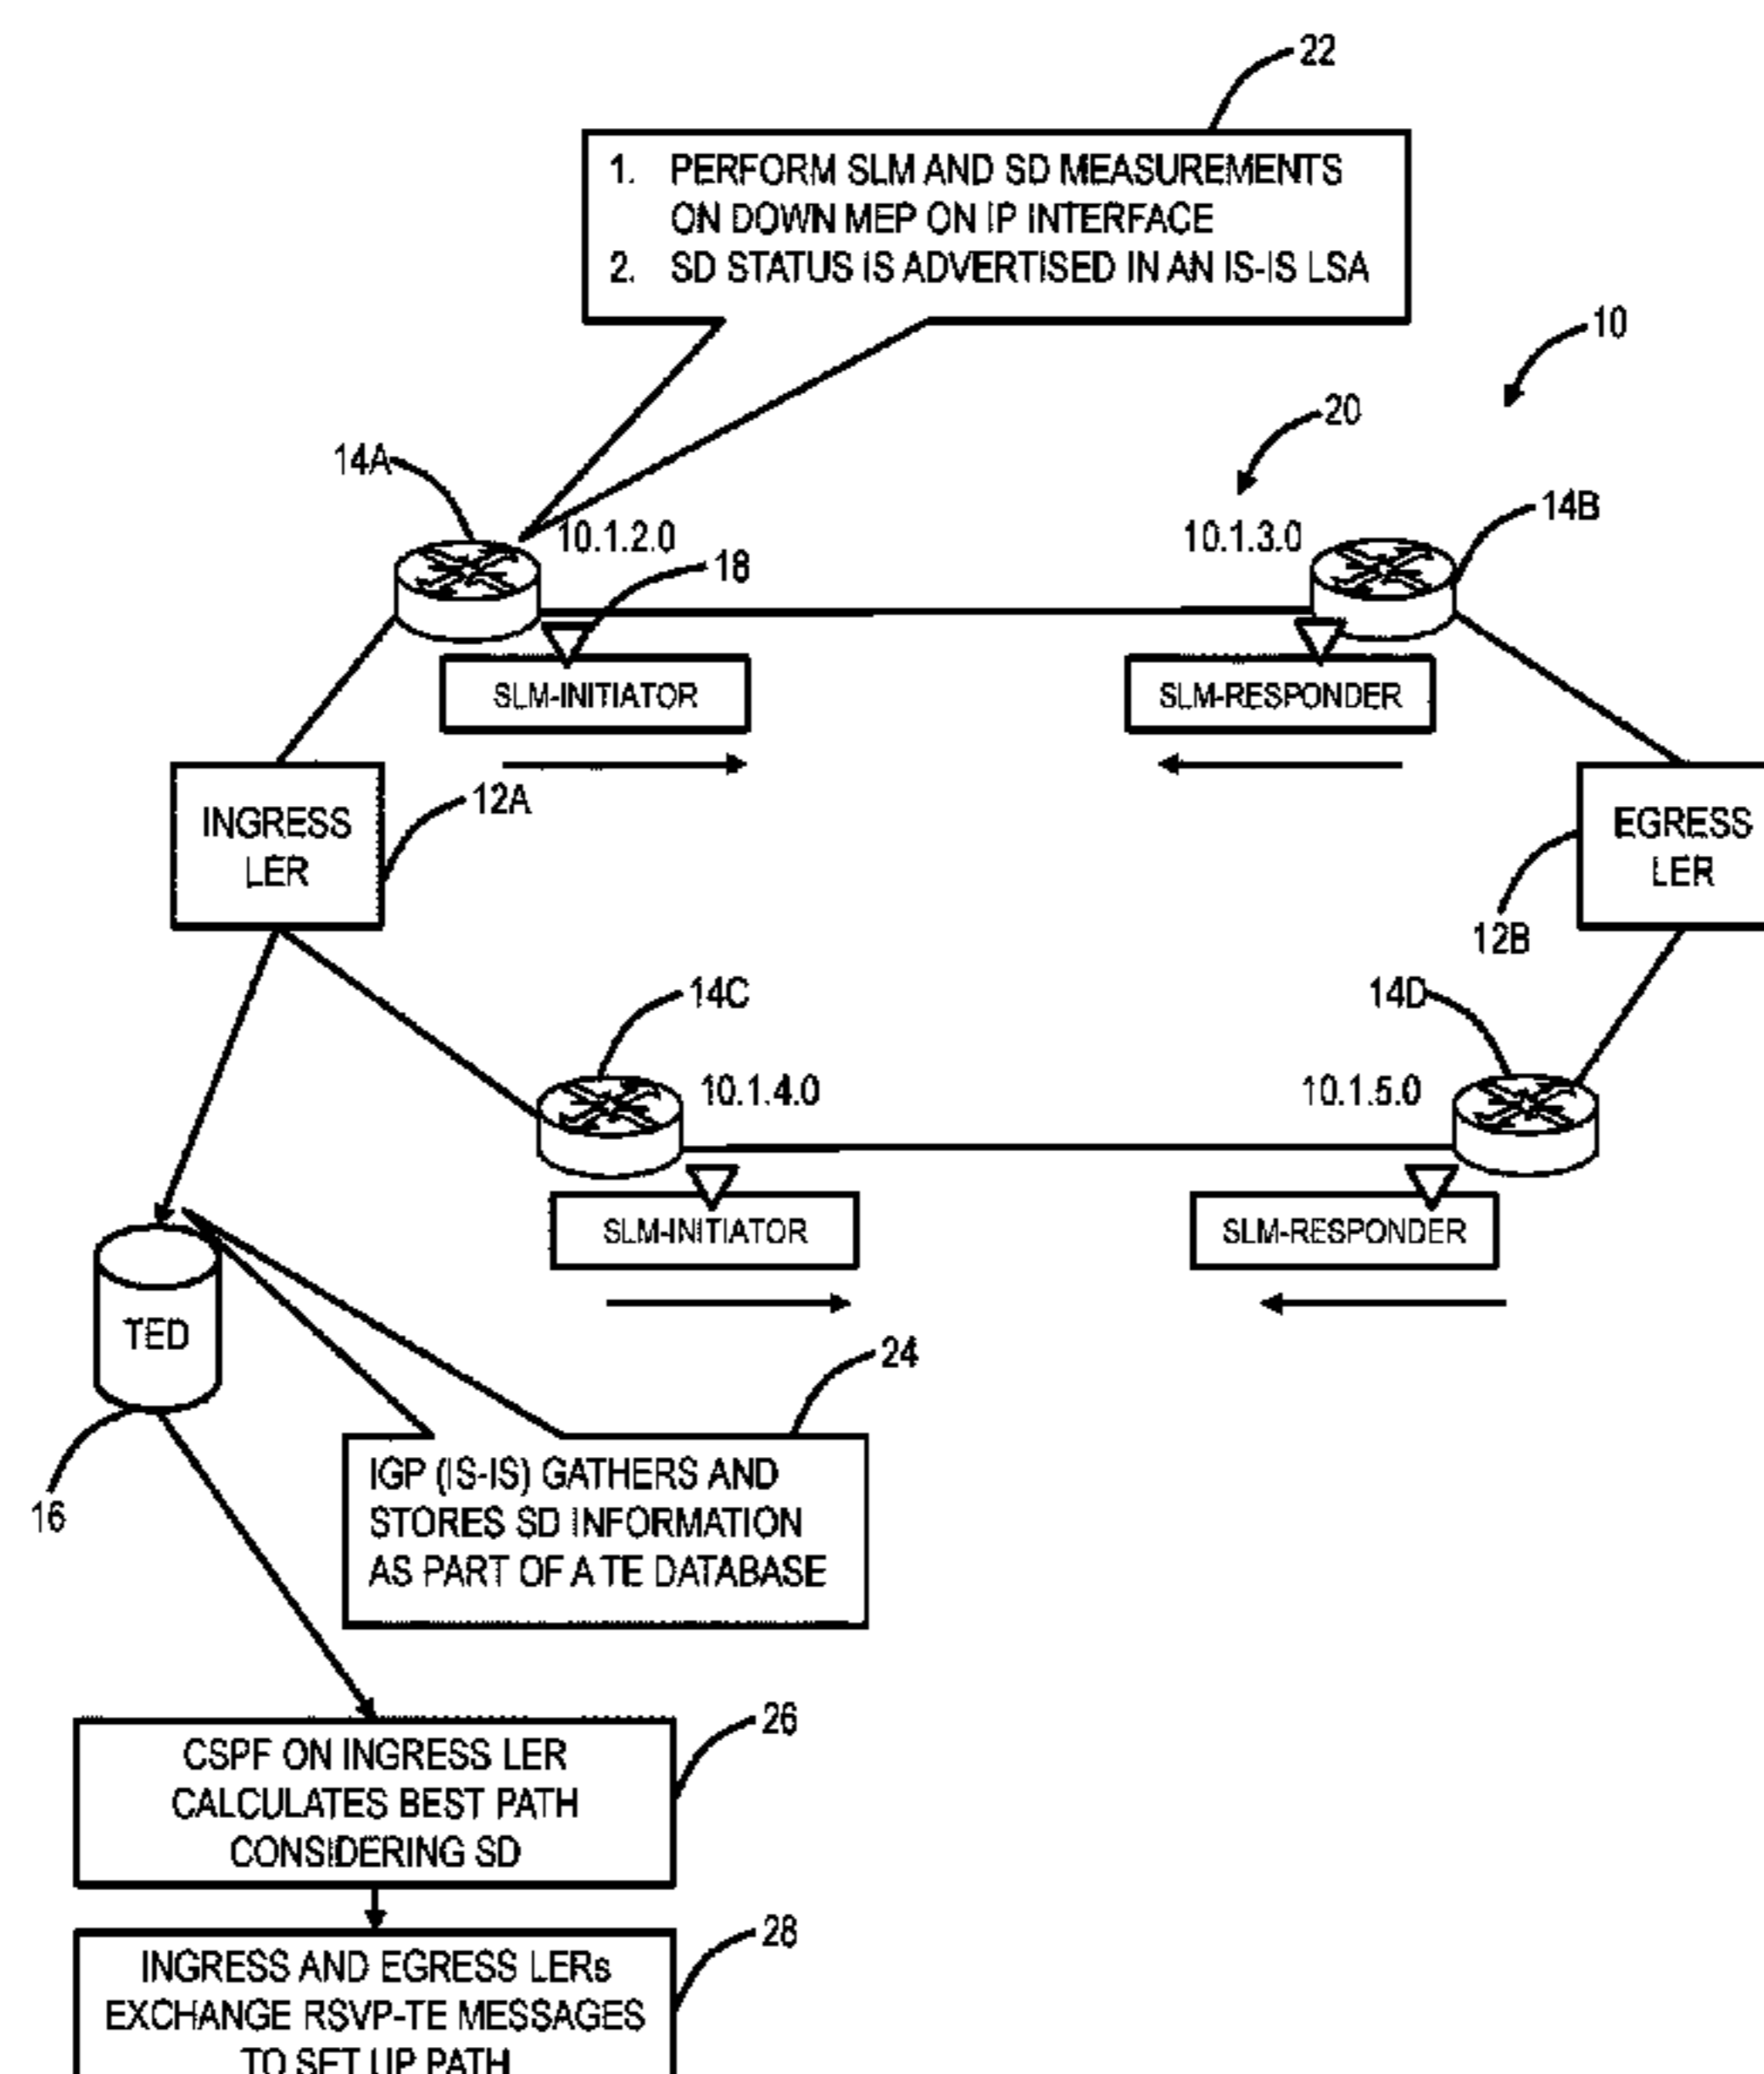 22
1. PERFORM SLM AND SD MEASUREMENTS
ON DOWN MEP ON IP INTERFACE
2. SD STATUS IS ADVERTISED IN AN IS-IS LSA
10
20
14A
14B
10.1.2.0
10.1.3.0
18
SLM-INITIATOR
SLM-RESPONDER
12A
INGRESS
LER
EGRESS
LER
12B
14C
14D
10.1.4.0
10.1.5.0
SLM-INITIATOR
SLM-RESPONDER
TED
24
16
IGP (IS-IS) GATHERS AND
STORES SD INFORMATION
AS PART OF A TE DATABASE
26
CSPF ON INGRESS LER
CALCULATES BEST PATH
CONSIDERING SD
28
INGRESS AND EGRESS LERs
EXCHANGE RSVP-TE MESSAGES
TO SET UP PATH